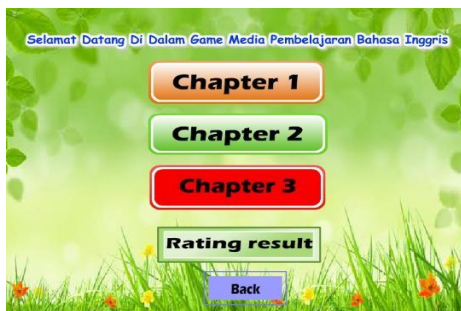 Selamat Datang Di Dalam Game Media Pembelajaran Bahasa Inggris
Chapter 1
Chapter 2
Chapter 3
Rating result
Back